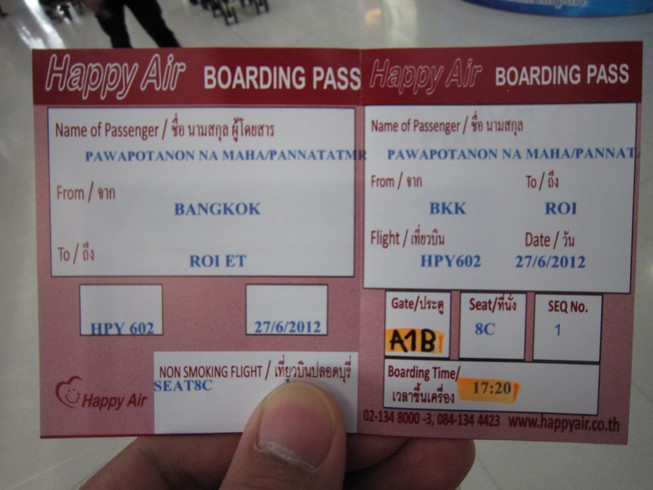 Happy Air BOARDING PASS
Name of Passenger / ชื่อ นามสกุล ผู้โดยสาร
PAWAPOTANON NA MAHA/PANNATATMR
From / จาก
BANGKOK
To / ถึง
ROI ET
HPY 602
27/6/2012
NON SMOKING FLIGHT / เที่ยวบินปลอดบุรี่
SEAT8C
Happy Air
Happy Air BOARDING PASS
Name of Passenger / ชื่อ นามสกุล
PAWAPOTANON NA MAHA/PANNAT
From / จาก To / ถึง
BKK ROI
Flight / เที่ยวบิน Date / วัน
HPY602 27/6/2012
Gate/ประตู Seat/ที่นั่ง SEQ No.
A1B 8C 1
Boarding Time/
เวลาขึ้นเครื่อง 17:20
02-134 8000 -3, 084-134 4423 www.happyair.co.th